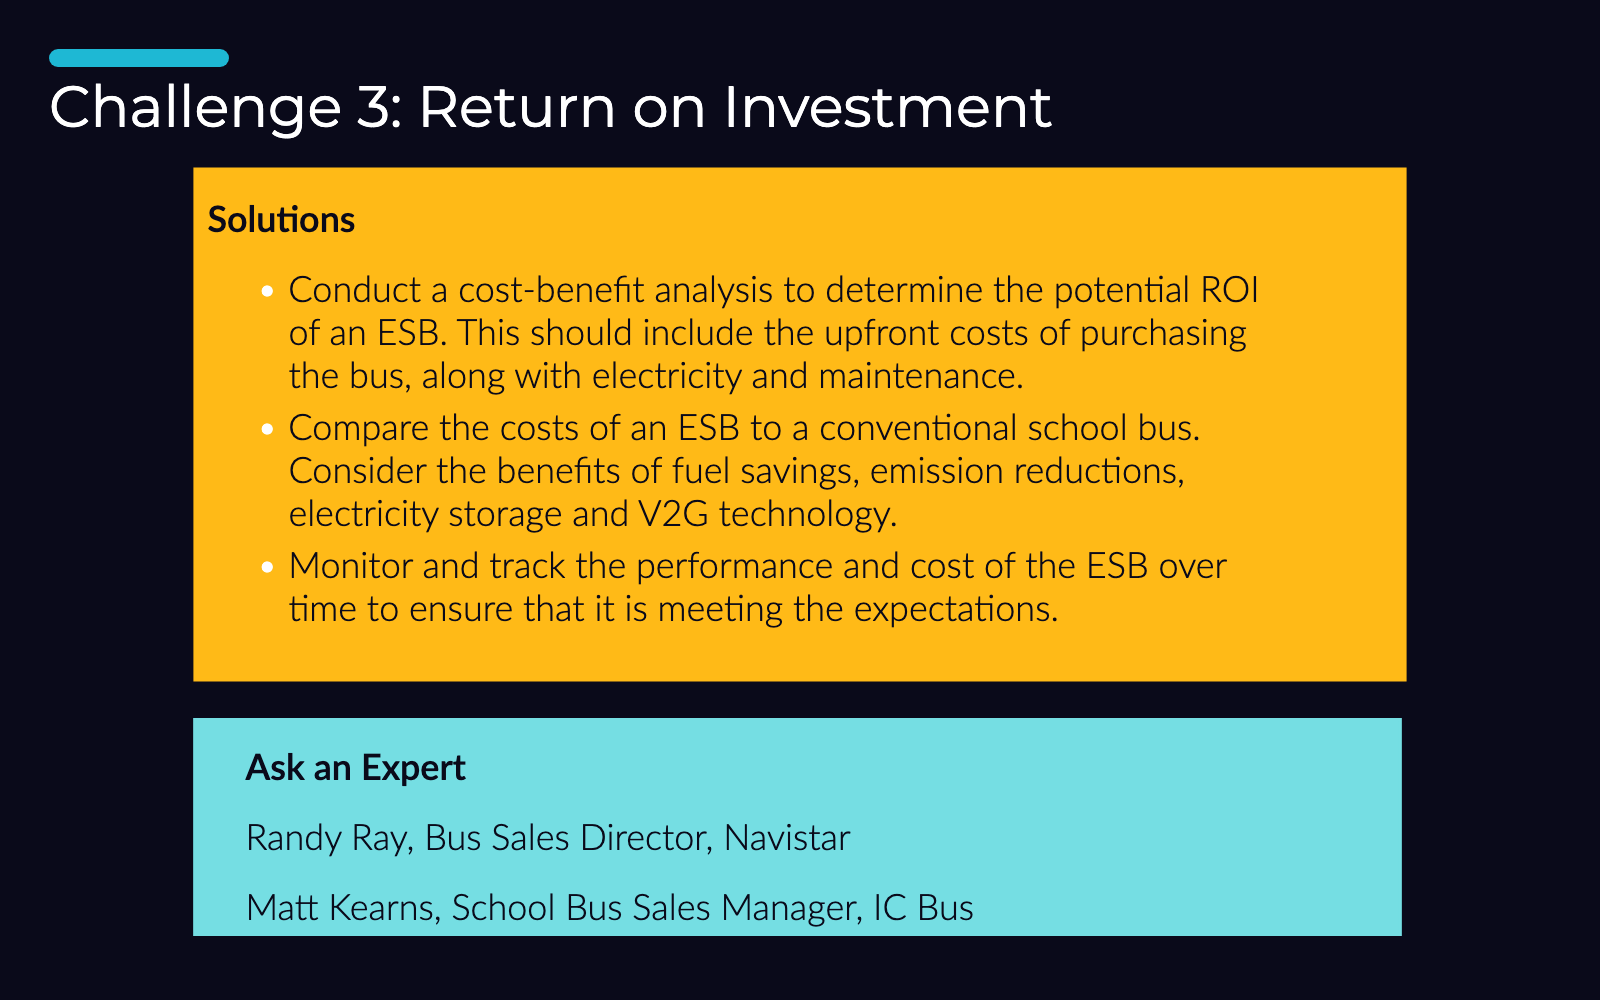 Challenge 3: Return on Investment
Solutions
• Conduct a cost-benefit analysis to determine the potential ROI
of an ESB. This should include the upfront costs of purchasing
the bus, along with electricity and maintenance.
• Compare the costs of an ESB to a conventional school bus.
Consider the benefits of fuel savings, emission reductions,
electricity storage and V2G technology.
• Monitor and track the performance and cost of the ESB over
time to ensure that it is meeting the expectations.
Ask an Expert
Randy Ray, Bus Sales Director, Navistar
Matt Kearns, School Bus Sales Manager, IC Bus